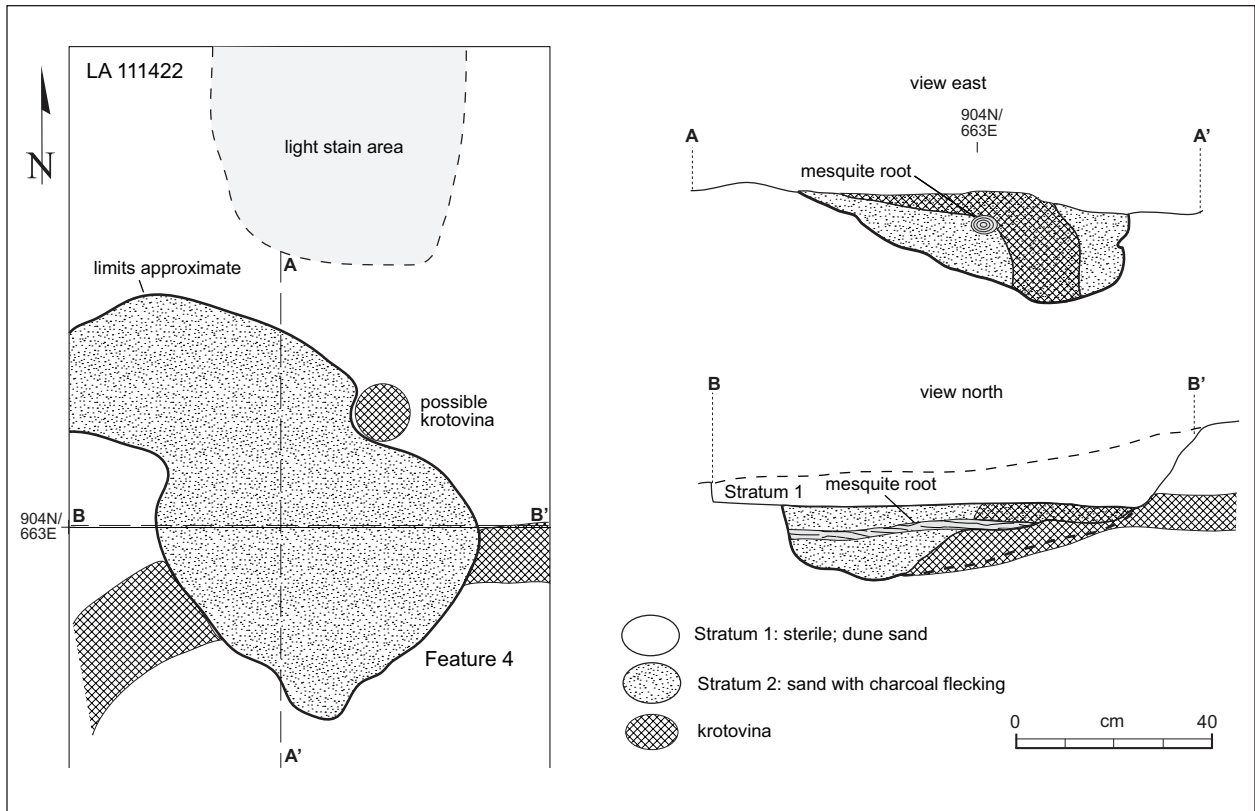 LA 111422
N
light stain area
A
limits approximate
possible
krotovina
904N/
663E
B
B'
Feature 4
A'
view east
904N/
663E
A
A'
mesquite root
view north
B
B'
Stratum 1
mesquite root
Stratum 1: sterile; dune sand
Stratum 2: sand with charcoal flecking
krotovina
0
cm
40